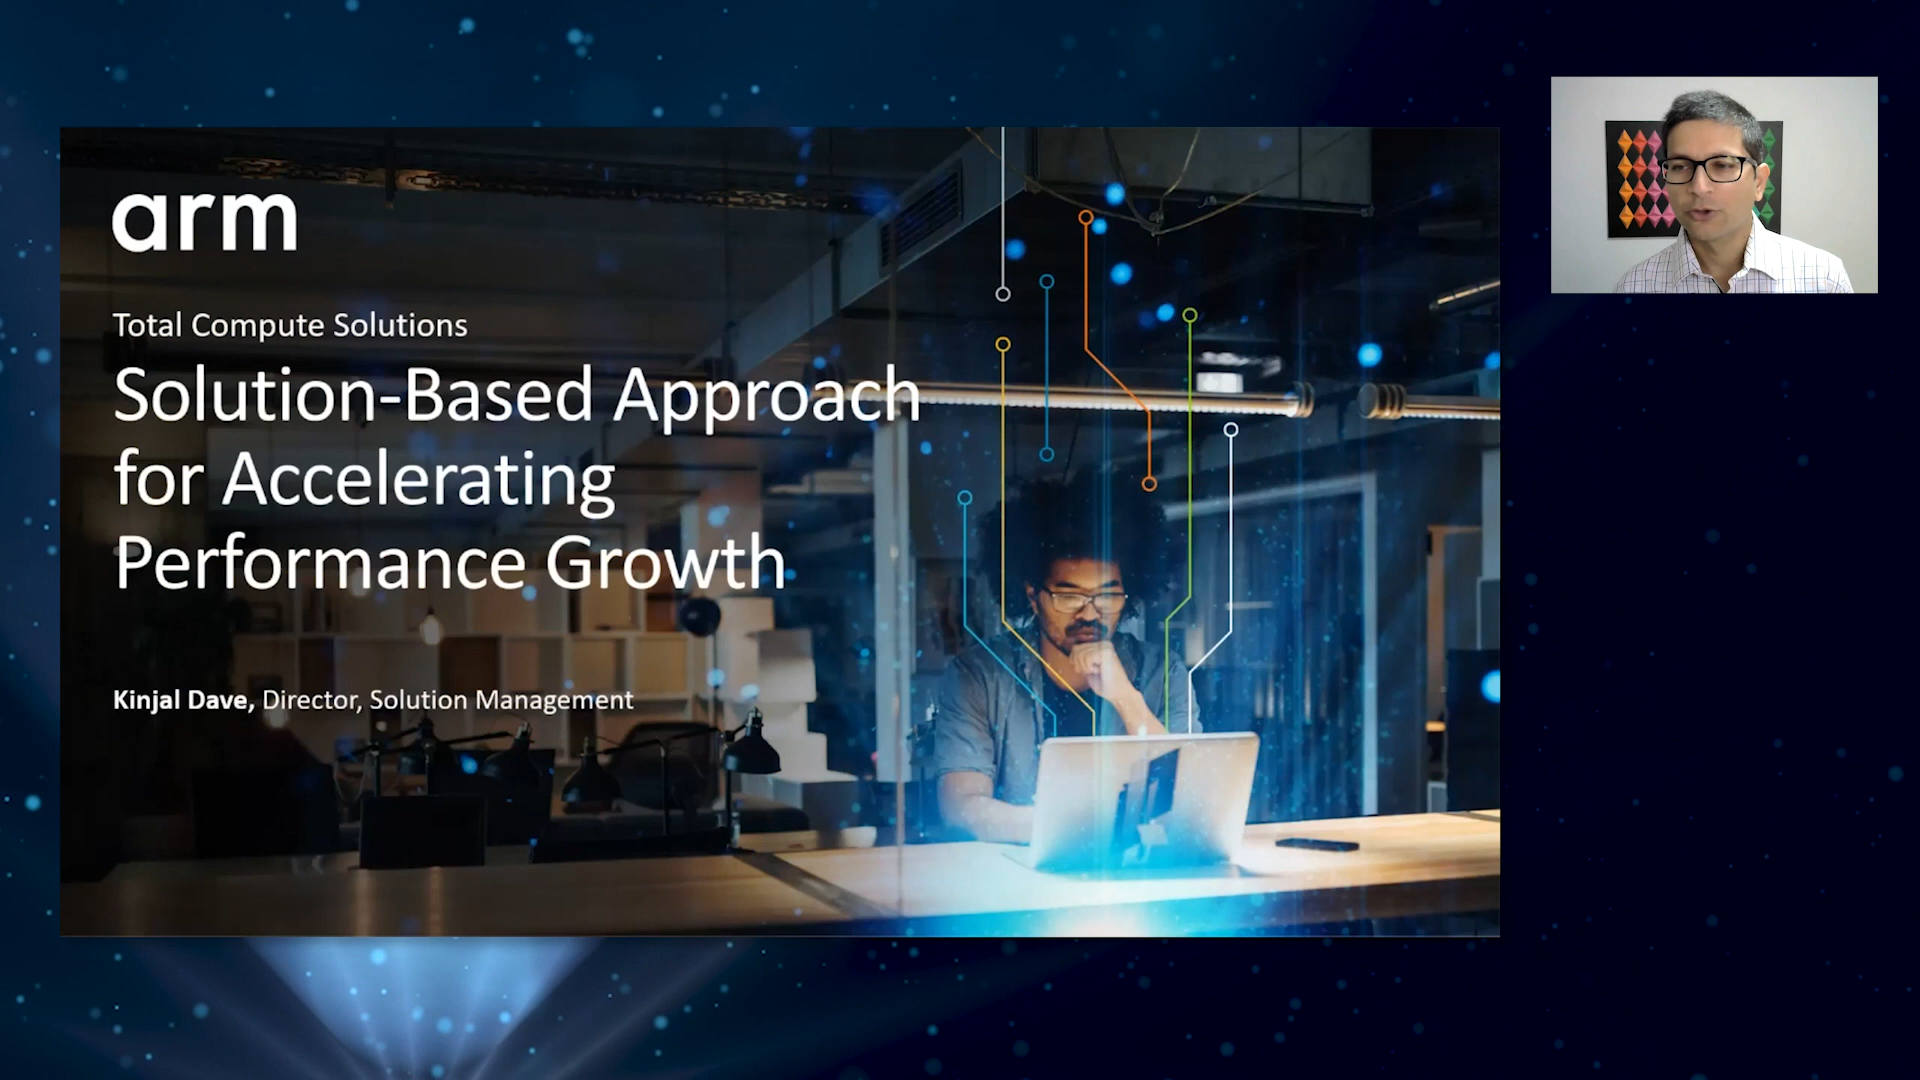 arm
Total Compute Solutions
Solution-Based Approach
for Accelerating
Performance Growth
Kinjal Dave, Director, Solution Management